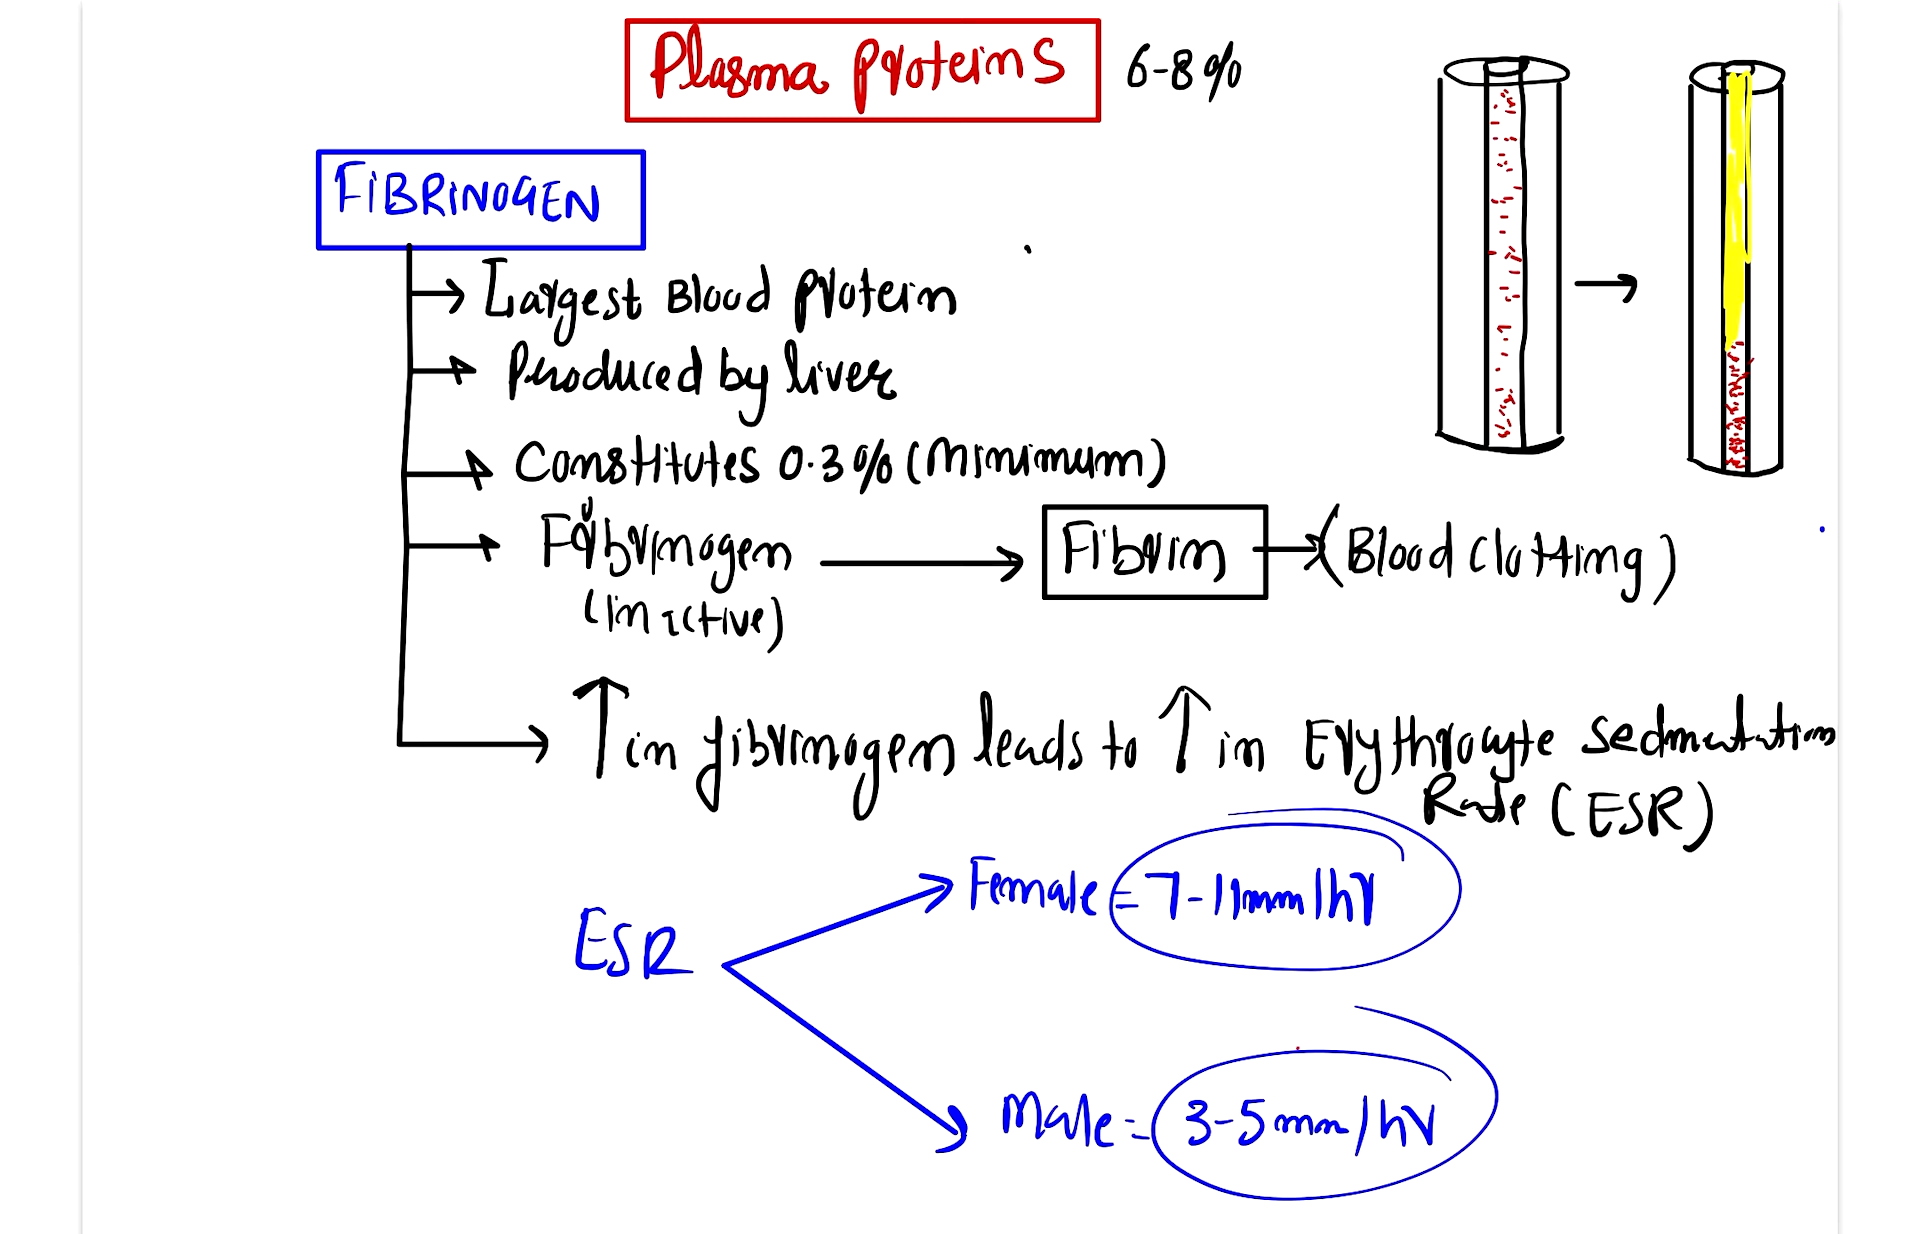 Plasma proteins 6-8%
FIBRINOGEN
Largest Blood protein
Produced by liver
Constitutes 0.3% (Minimum)
Fibrinogen → Fibrin → (Blood clotting)
(Inactive)
↑ in fibrinogen leads to ↑ in Erythrocyte sedimentation
Rate (ESR)
Female = 7-11mm/hr
ESR
Male = 3-5mm/hr